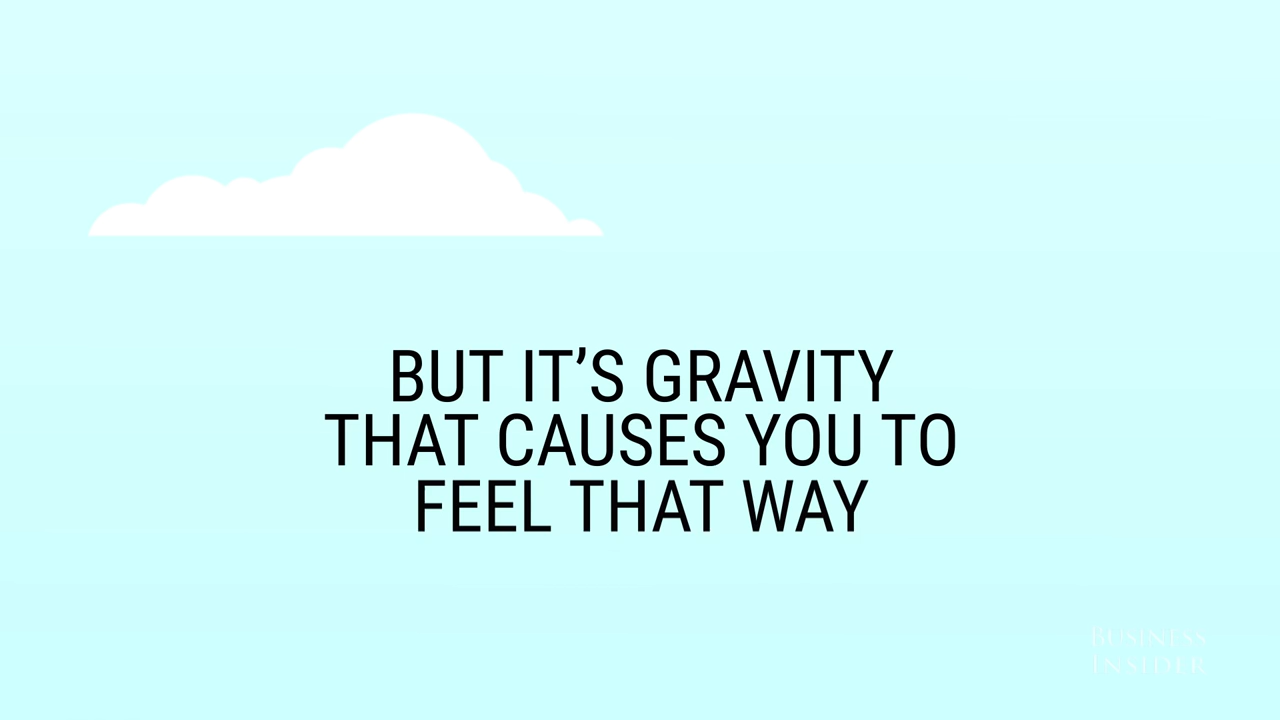 BUT IT’S GRAVITY
THAT CAUSES YOU TO
FEEL THAT WAY
BUSINESS
INSIDER